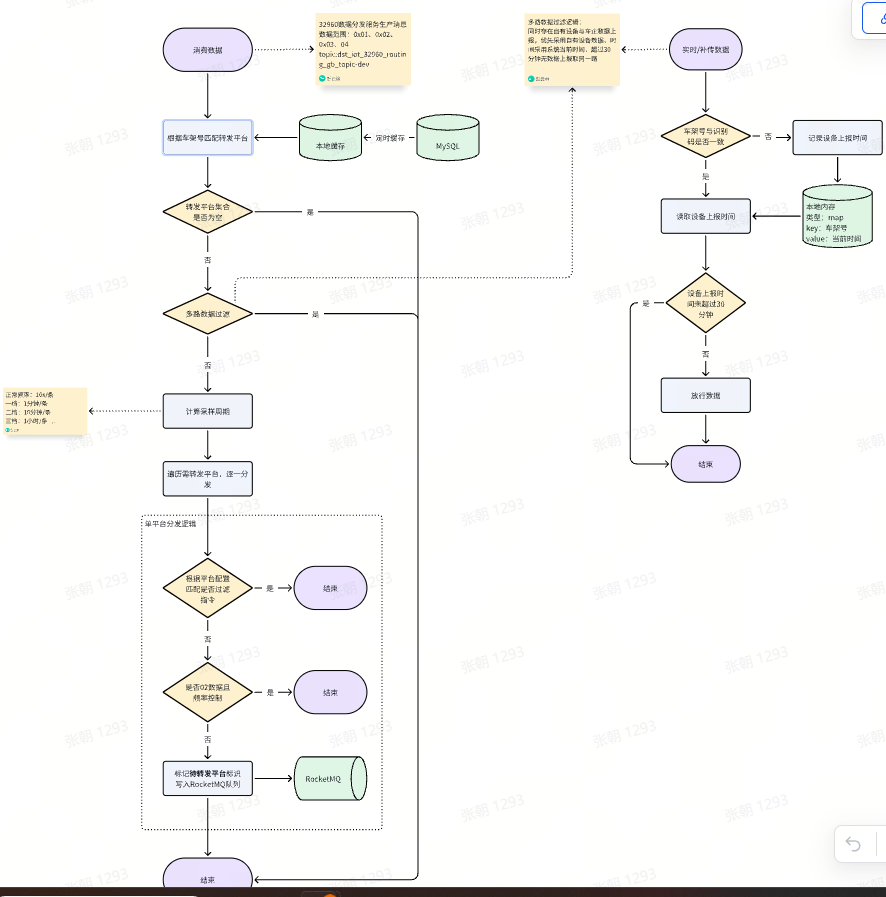 消费数据
32960数据分发服务生产消息
数据范围：0x01、0x02、
0x03、04
topic:dst_iot_32960_routin
g_gb_topic-dev
多路数据过滤逻辑：
同时存在自有设备与车企数据上
报，优先采用自有设备数据，时
间采用系统当前时间，超过30
分钟无数据上报取另一路
实时/补传数据
根据车架号匹配转发平台
本地缓存
定时缓存
MySQL
车架号与识别
码是否一致
否
记录设备上报时间
是
转发平台集合
是否为空
是
否
读取设备上报时间
本地内存
类型：map
key：车架号
value：当前时间
多路数据过滤
是
否
设备上报时
间未超过30
分钟
是
否
正常频率：10s/条
一档：1分钟/条
二档：10分钟/条
三档：1小时/条
计算采样周期
放行数据
结束
遍历需转发平台，逐一分
发
单平台分发逻辑
根据平台配置
匹配是否过滤
指令
是
结束
否
是否02数据且
频率控制
是
结束
否
标记待转发平台标识
写入RocketMQ队列
RocketMQ
结束
张朝 1293